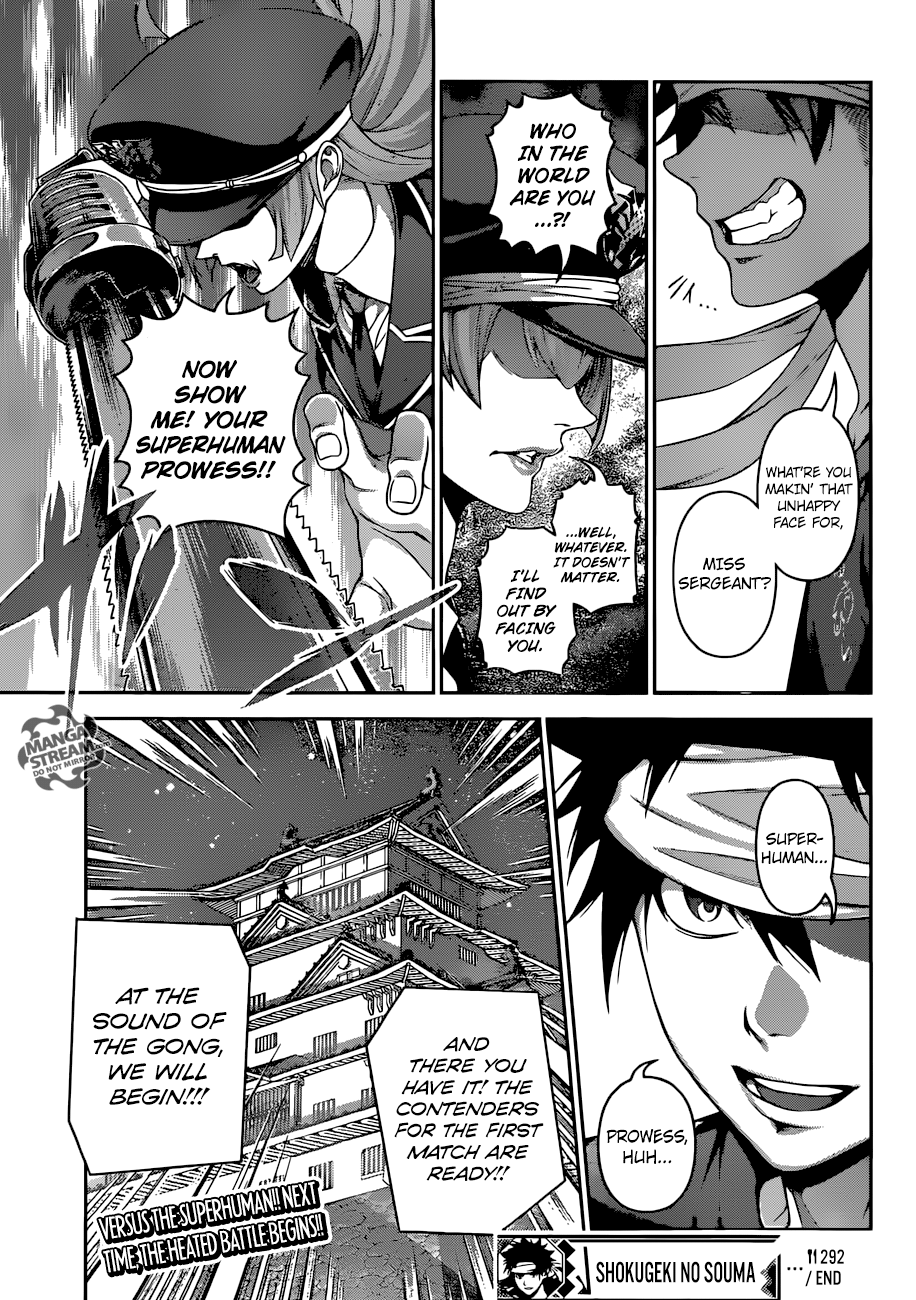 WHAT'RE YOU
MAKIN' THAT
UNHAPPY
FACE FOR,
MISS
SERGEANT?
WHO
IN THE
WORLD
ARE YOU
...?!
...WELL,
WHATEVER.
IT DOESN'T
MATTER.
I'LL
FIND
OUT BY
FACING
YOU.
NOW
SHOW
ME! YOUR
SUPERHUMAN
PROWESS!!
SUPER-
HUMAN...
PROWESS,
HUH...
AND
THERE YOU
HAVE IT! THE
CONTENDERS
FOR THE FIRST
MATCH ARE
READY!!
AT THE
SOUND OF
THE GONG,
WE WILL
BEGIN!!!
MANGA
STREAM
DO NOT MIRROR
VERSUS THE SUPERHUMAN!! NEXT
TIME, THE HEATED BATTLE BEGINS!!
SHOKUGEKI NO SOUMA
... 292
/ END